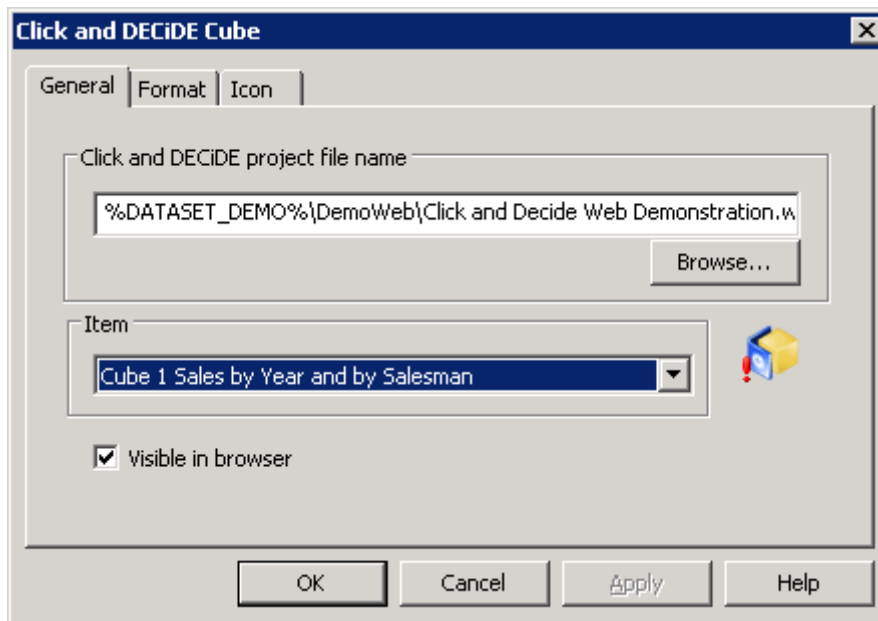 Click and DECiDE Cube
General Format Icon
Click and DECiDE project file name
%DATASET_DEMO%\DemoWeb\Click and Decide Web Demonstration.w
Browse...
Item
Cube 1 Sales by Year and by Salesman
Visible in browser
OK Cancel Apply Help